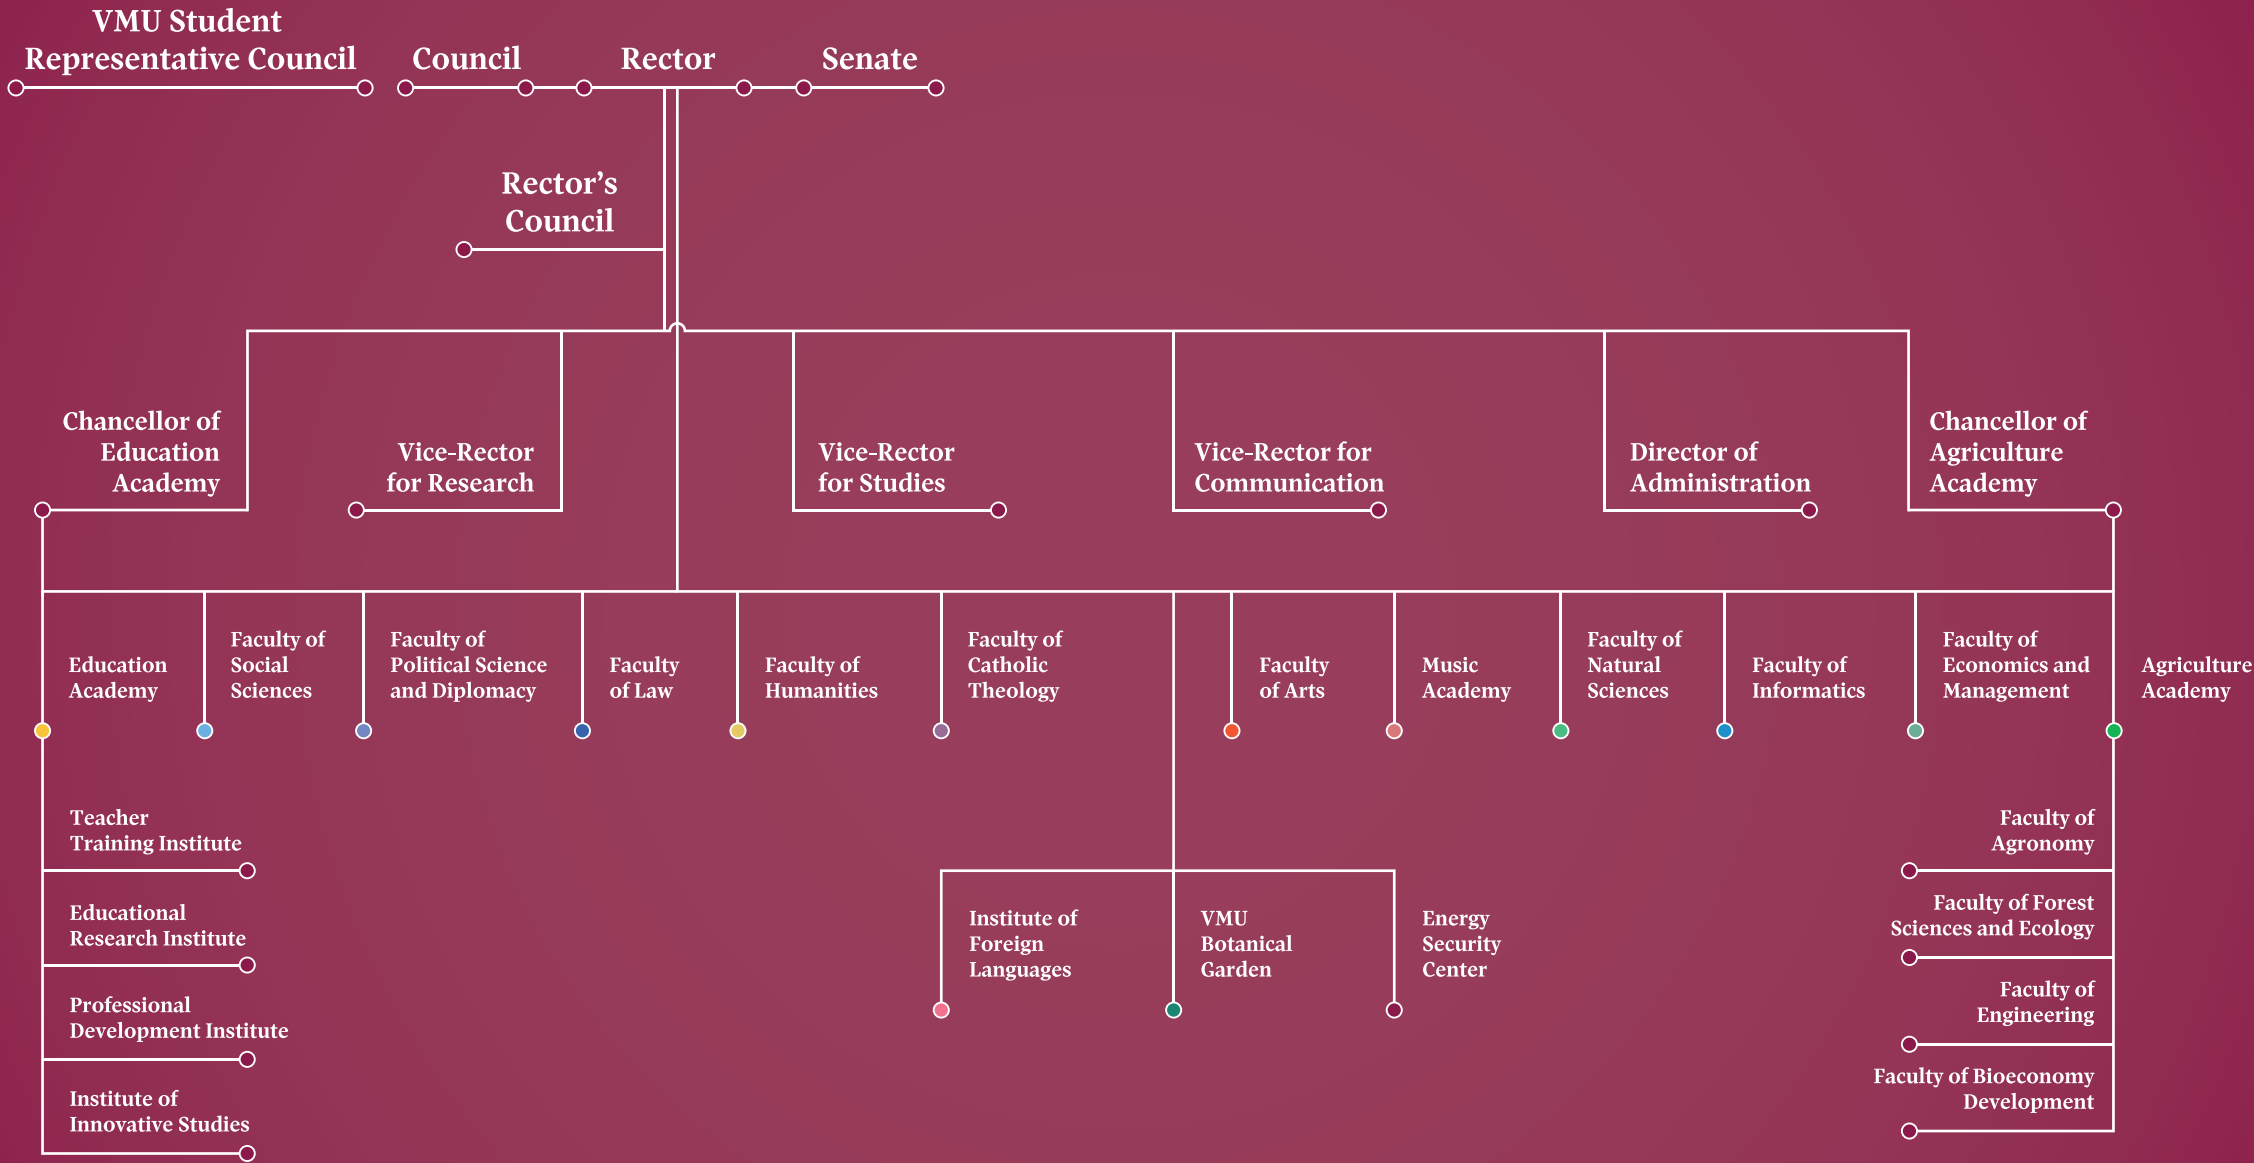 VMU Student
Representative Council
Council
Rector
Senate
Rector’s
Council
Chancellor of
Education
Academy
Vice-Rector
for Research
Vice-Rector
for Studies
Vice-Rector for
Communication
Director of
Administration
Chancellor of
Agriculture
Academy
Education
Academy
Faculty of
Social
Sciences
Faculty of
Political Science
and Diplomacy
Faculty
of Law
Faculty of
Humanities
Faculty of
Catholic
Theology
Faculty
of Arts
Music
Academy
Faculty of
Natural
Sciences
Faculty of
Informatics
Faculty of
Economics and
Management
Agriculture
Academy
Teacher
Training Institute
Educational
Research Institute
Professional
Development Institute
Institute of
Innovative Studies
Institute of
Foreign
Languages
VMU
Botanical
Garden
Energy
Security
Center
Faculty of
Agronomy
Faculty of Forest
Sciences and Ecology
Faculty of
Engineering
Faculty of Bioeconomy
Development